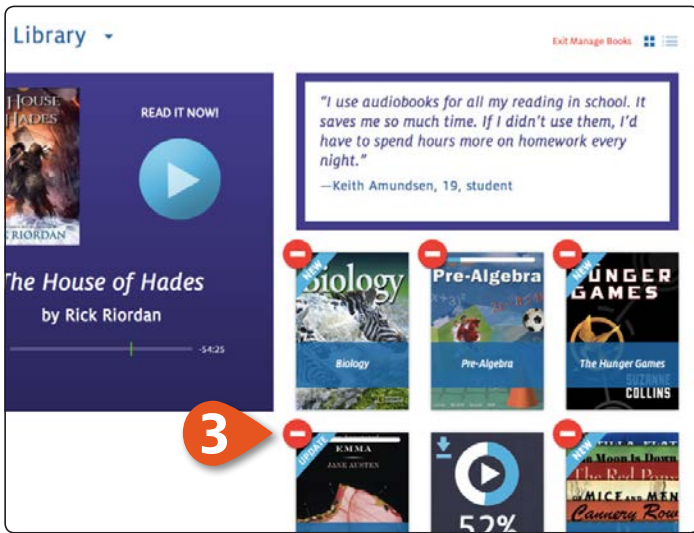 Library
Exit Manage Books
HOUSE
HADES
RIORDAN
READ IT NOW!
The House of Hades
by Rick Riordan
-54:25
"I use audiobooks for all my reading in school. It
saves me so much time. If I didn't use them, I'd
have to spend hours more on homework every
night."
—Keith Amundsen, 19, student
NEW
Biology
Biology
Pre-Algebra
Pre-Algebra
NEW
HUNGER
GAMES
The Hunger Games
SUZANNE
COLLINS
3
UPDATE
EMMA
JANE AUSTEN
52%
NEW
Moon Is Down
The Red Pony
OF MICE AND MEN
Cannery Row